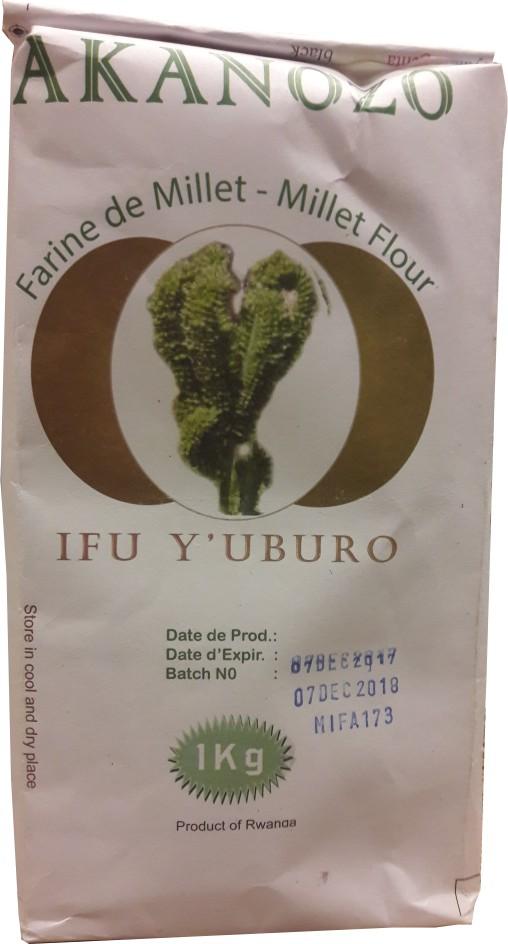 AKANOZO
black
Farine de Millet - Millet Flour
IFU Y'UBURO
Store in cool and dry place
Date de Prod.:
Date d'Expir. :
Batch N0 :
07DEC2017
07DEC2018
MIFA173
1Kg
Product of Rwanda